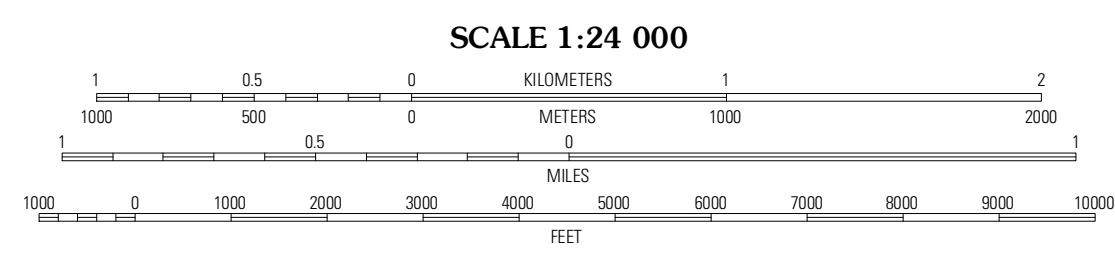 SCALE 1:24 000
1 0.5 0 KILOMETERS 1 2
1000 500 0 METERS 1000 2000
1 0.5 0 1
MILES
1000 0 1000 2000 3000 4000 5000 6000 7000 8000 9000 10000
FEET